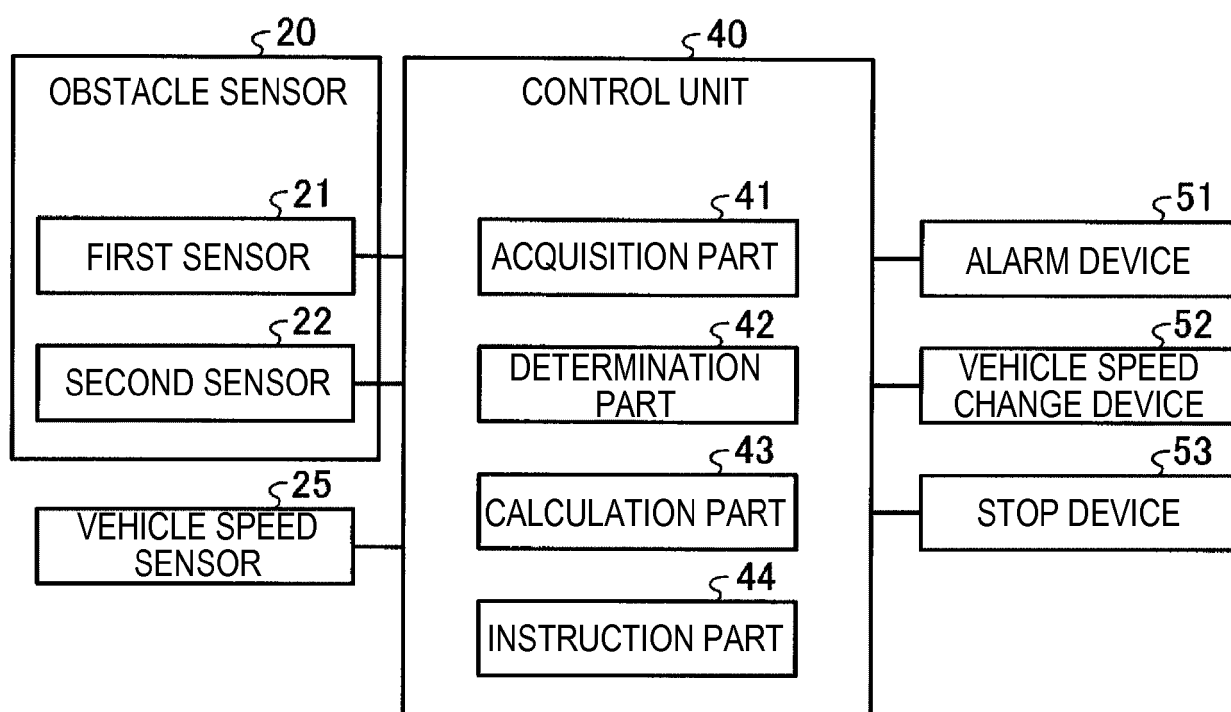 20
OBSTACLE SENSOR
21
FIRST SENSOR
22
SECOND SENSOR
25
VEHICLE SPEED
SENSOR
40
CONTROL UNIT
41
ACQUISITION PART
42
DETERMINATION
PART
43
CALCULATION PART
44
INSTRUCTION PART
51
ALARM DEVICE
52
VEHICLE SPEED
CHANGE DEVICE
53
STOP DEVICE